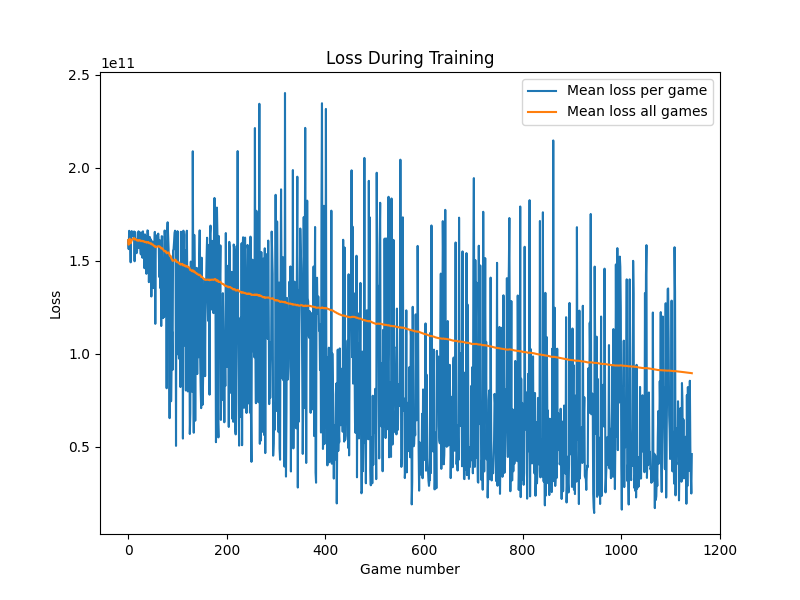 Loss During Training
1e11
2.5
2.0
1.5
1.0
0.5
Loss
Mean loss per game
Mean loss all games
0 200 400 600 800 1000 1200
Game number